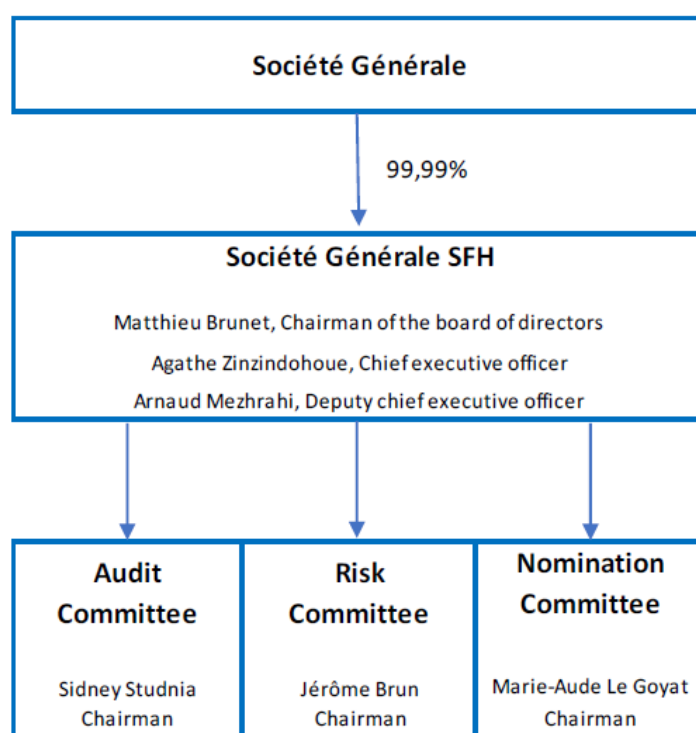 Société Générale
99,99%
Société Générale SFH
Matthieu Brunet, Chairman of the board of directors
Agathe Zinzindohoue, Chief executive officer
Arnaud Mezhrahi, Deputy chief executive officer
Audit
Committee
Sidney Studnia
Chairman
Risk
Committee
Jérôme Brun
Chairman
Nomination
Committee
Marie-Aude Le Goyat
Chairman